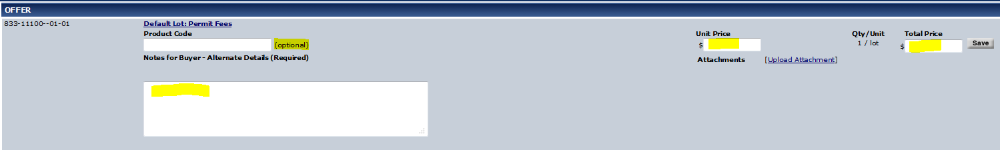 OFFER
833-11100--01-01
Default Lot: Permit Fees
Product Code
(optional)
Notes for Buyer - Alternate Details (Required)
Unit Price
$
Qty/Unit
1 / lot
Total Price
$
Save
Attachments
[Upload Attachment]